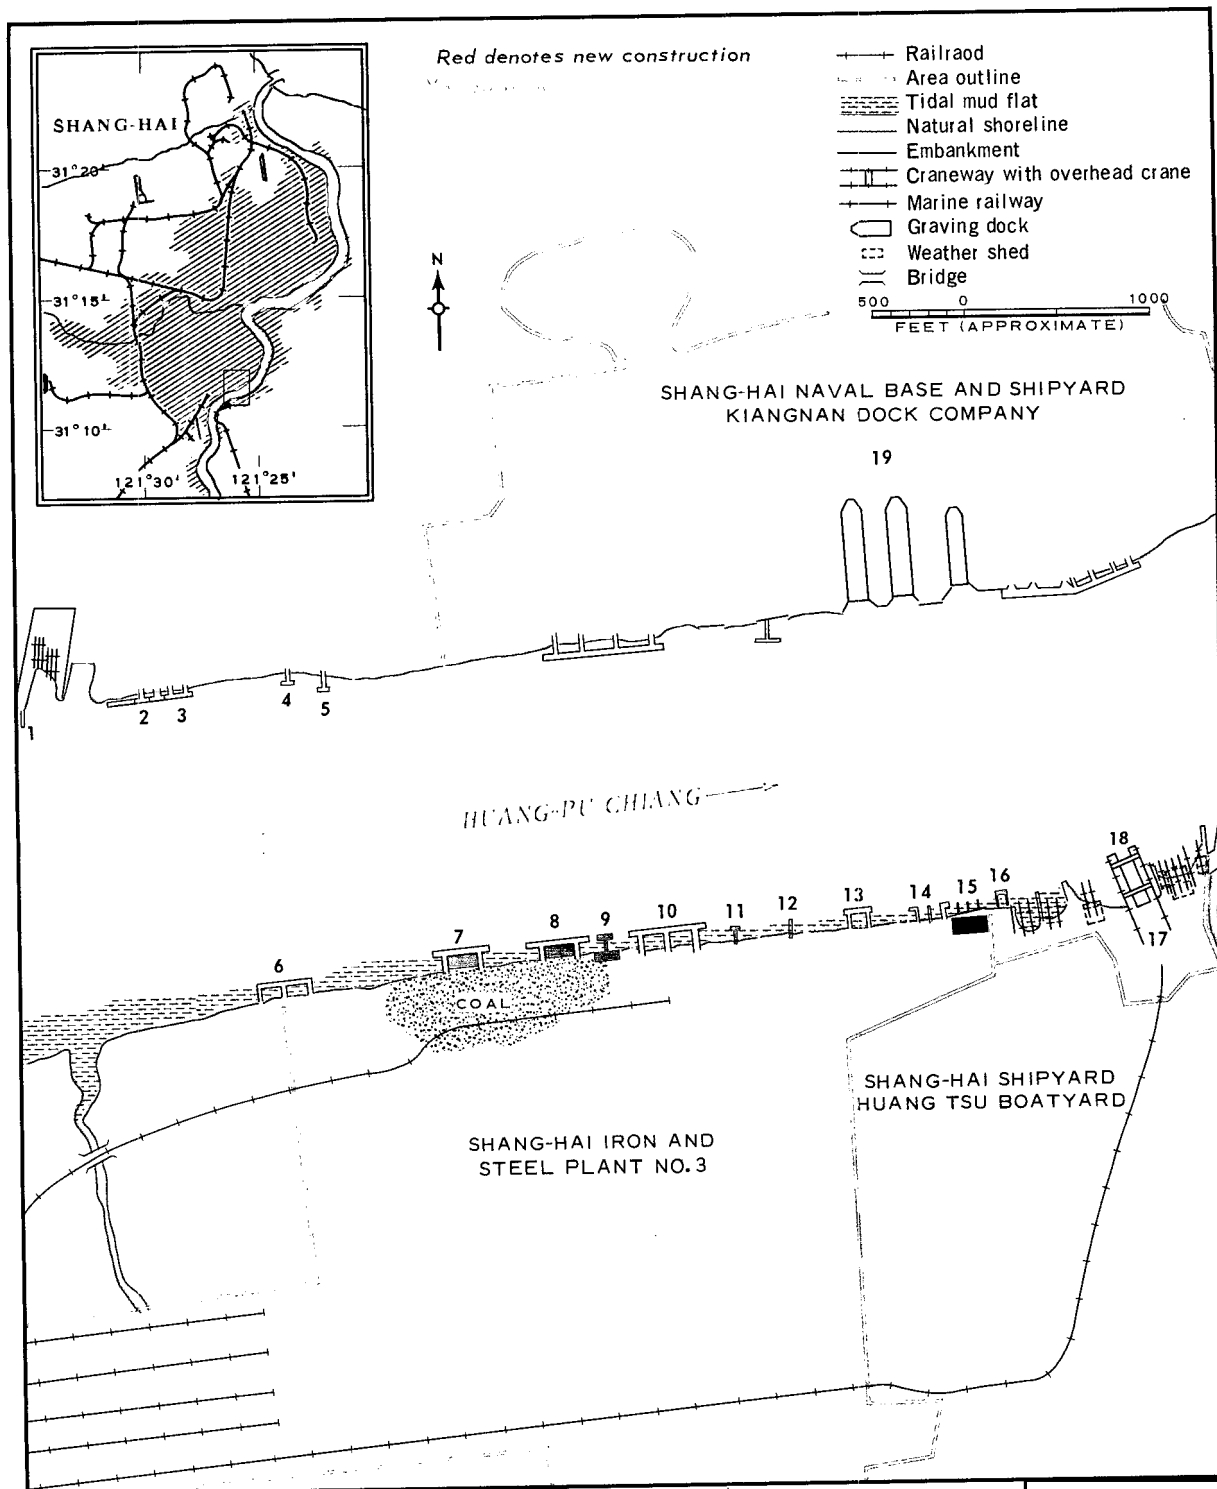 Red denotes new construction
Railraod
Area outline
Tidal mud flat
Natural shoreline
Embankment
Craneway with overhead crane
Marine railway
Graving dock
Weather shed
Bridge
500 0 1000
FEET (APPROXIMATE)
SHANG-HAI
31°20'
31°15'
31°10'
121°30' 121°25'
N
SHANG-HAI NAVAL BASE AND SHIPYARD
KIANGNAN DOCK COMPANY
19
1
2
3
4
5
HUANG-PU CHIANG
6
7
8
9
10
11
12
13
14
15
16
18
17
COAL
SHANG-HAI SHIPYARD
HUANG TSU BOATYARD
SHANG-HAI IRON AND
STEEL PLANT NO.3